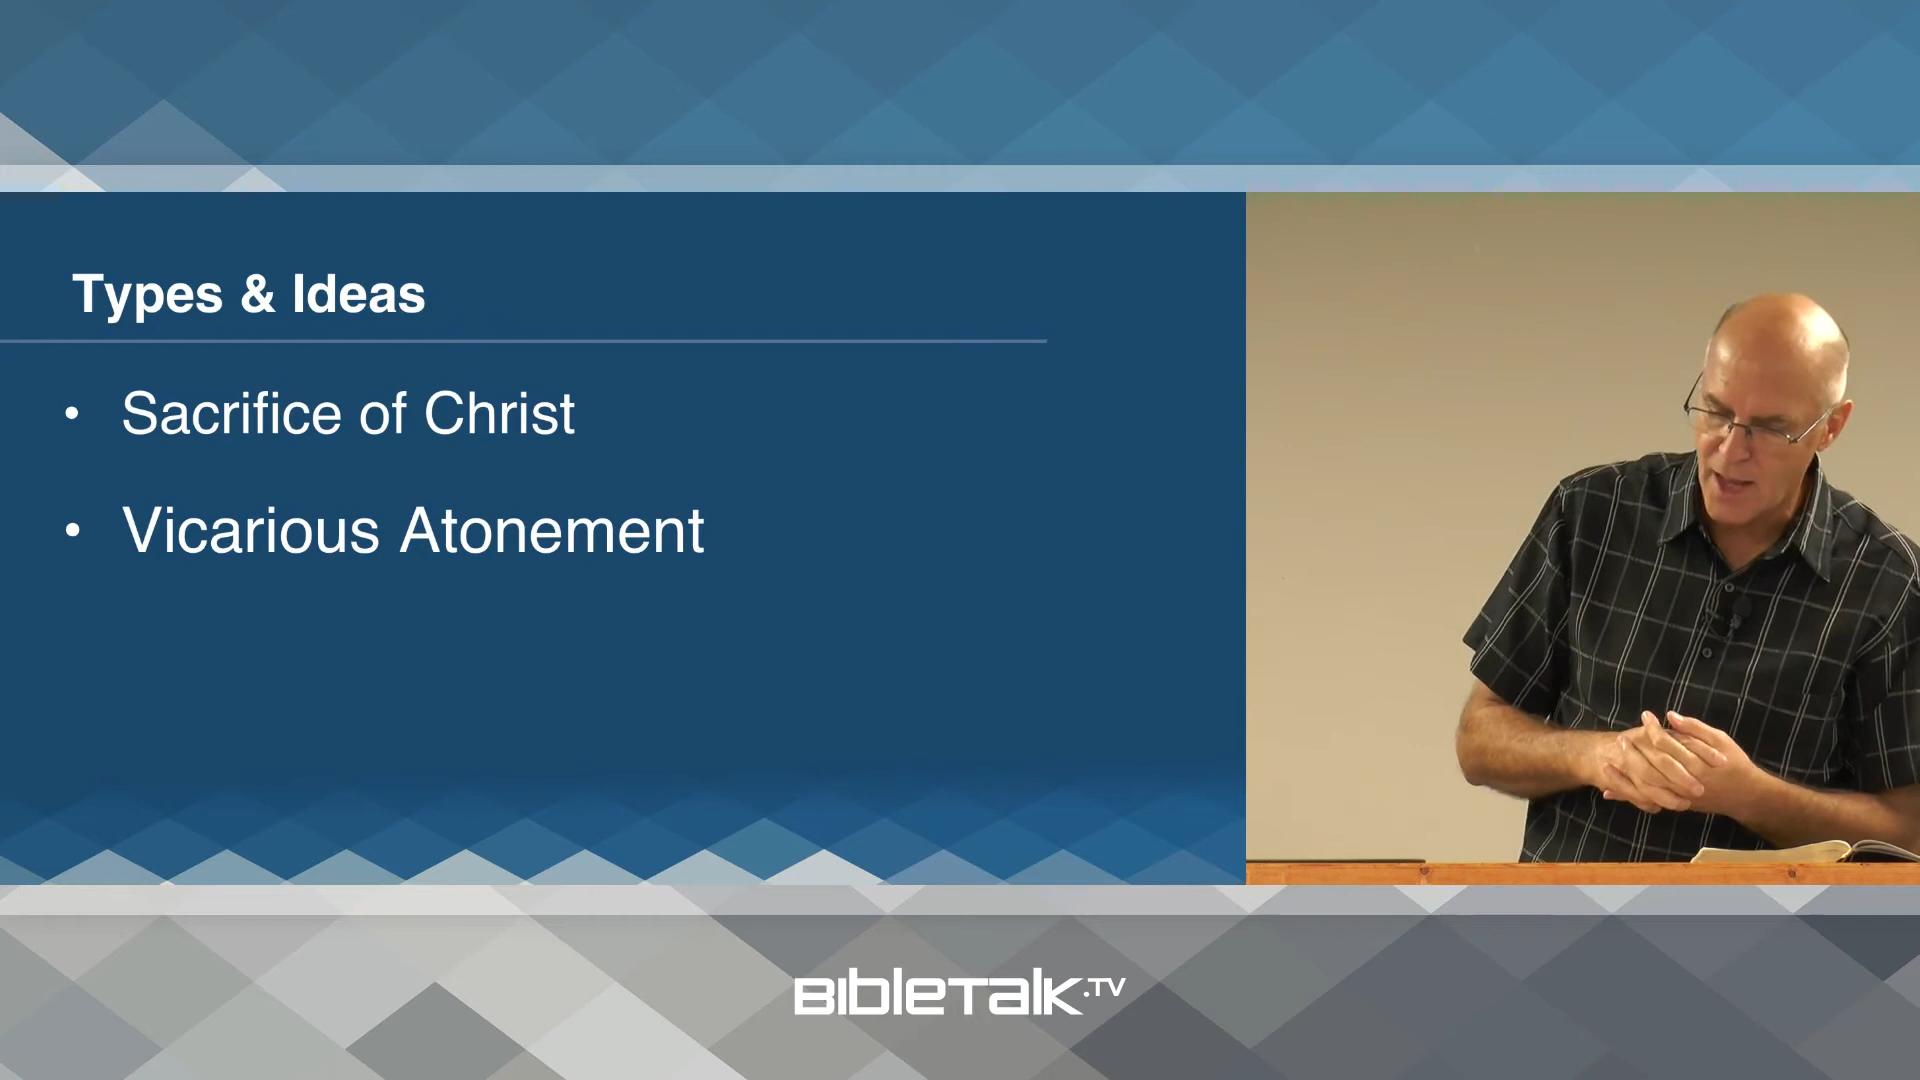 Types & Ideas
• Sacrifice of Christ
• Vicarious Atonement
BIBLETALK.TV